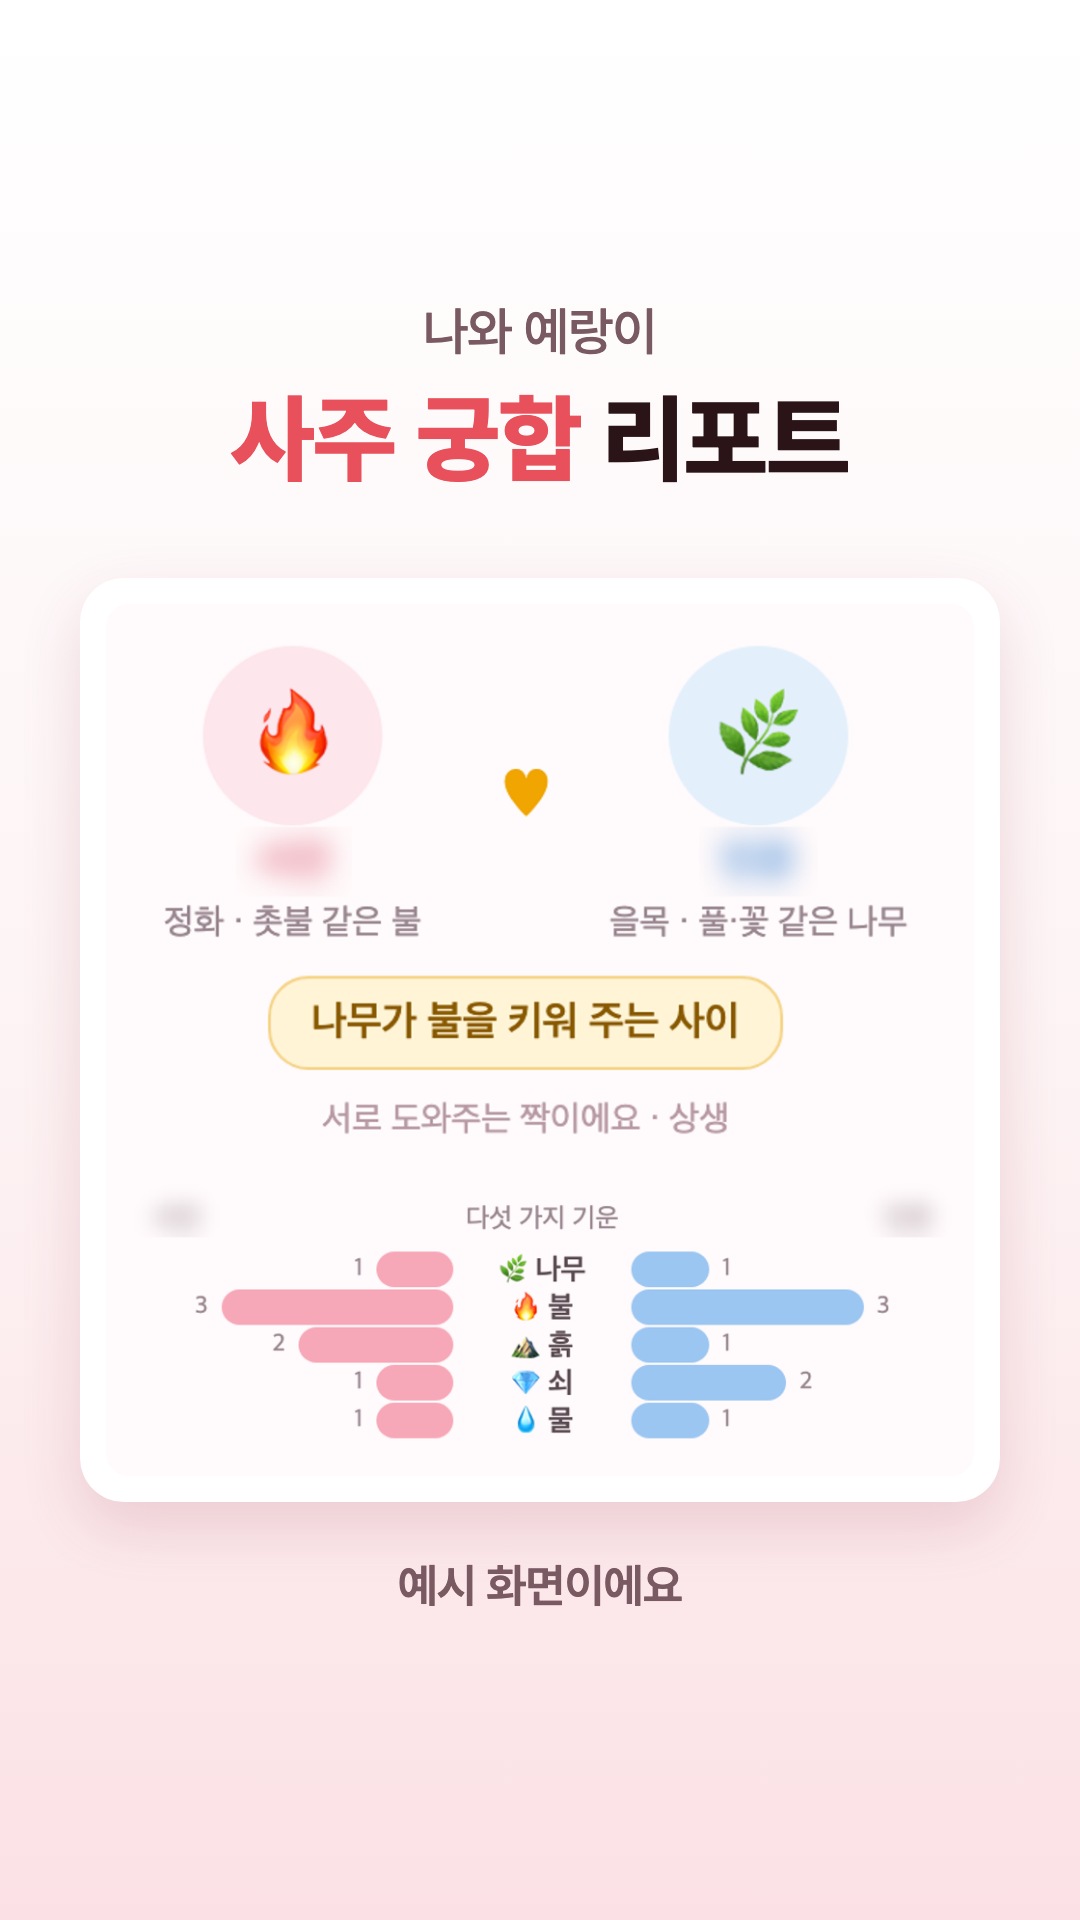 나와 예랑이
사주 궁합 리포트
정화 · 촛불 같은 불
을목 · 풀·꽃 같은 나무
나무가 불을 키워 주는 사이
서로 도와주는 짝이에요 · 상생
다섯 가지 기운
1 나무 1
3 불 3
2 흙 1
1 쇠 2
1 물 1
예시 화면이에요